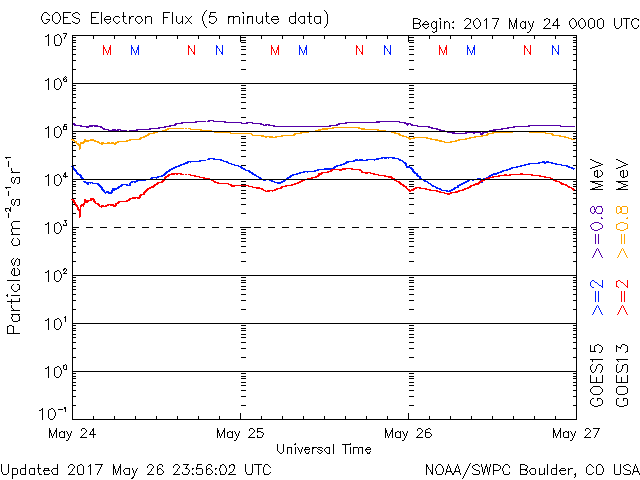 GOES Electron Flux (5 minute data)
Begin: 2017 May 24 0000 UTC
10⁷
10⁶
10⁵
10⁴
10³
10²
10¹
10⁰
10⁻¹
M M N N M M N N M M N N
Particles cm⁻²s⁻¹sr⁻¹
May 24 May 25 May 26 May 27
Universal Time
GOES15 >=2 >=0.8 MeV
GOES13 >=2 >=0.8 MeV
Updated 2017 May 26 23:56:02 UTC
NOAA/SWPC Boulder, CO USA